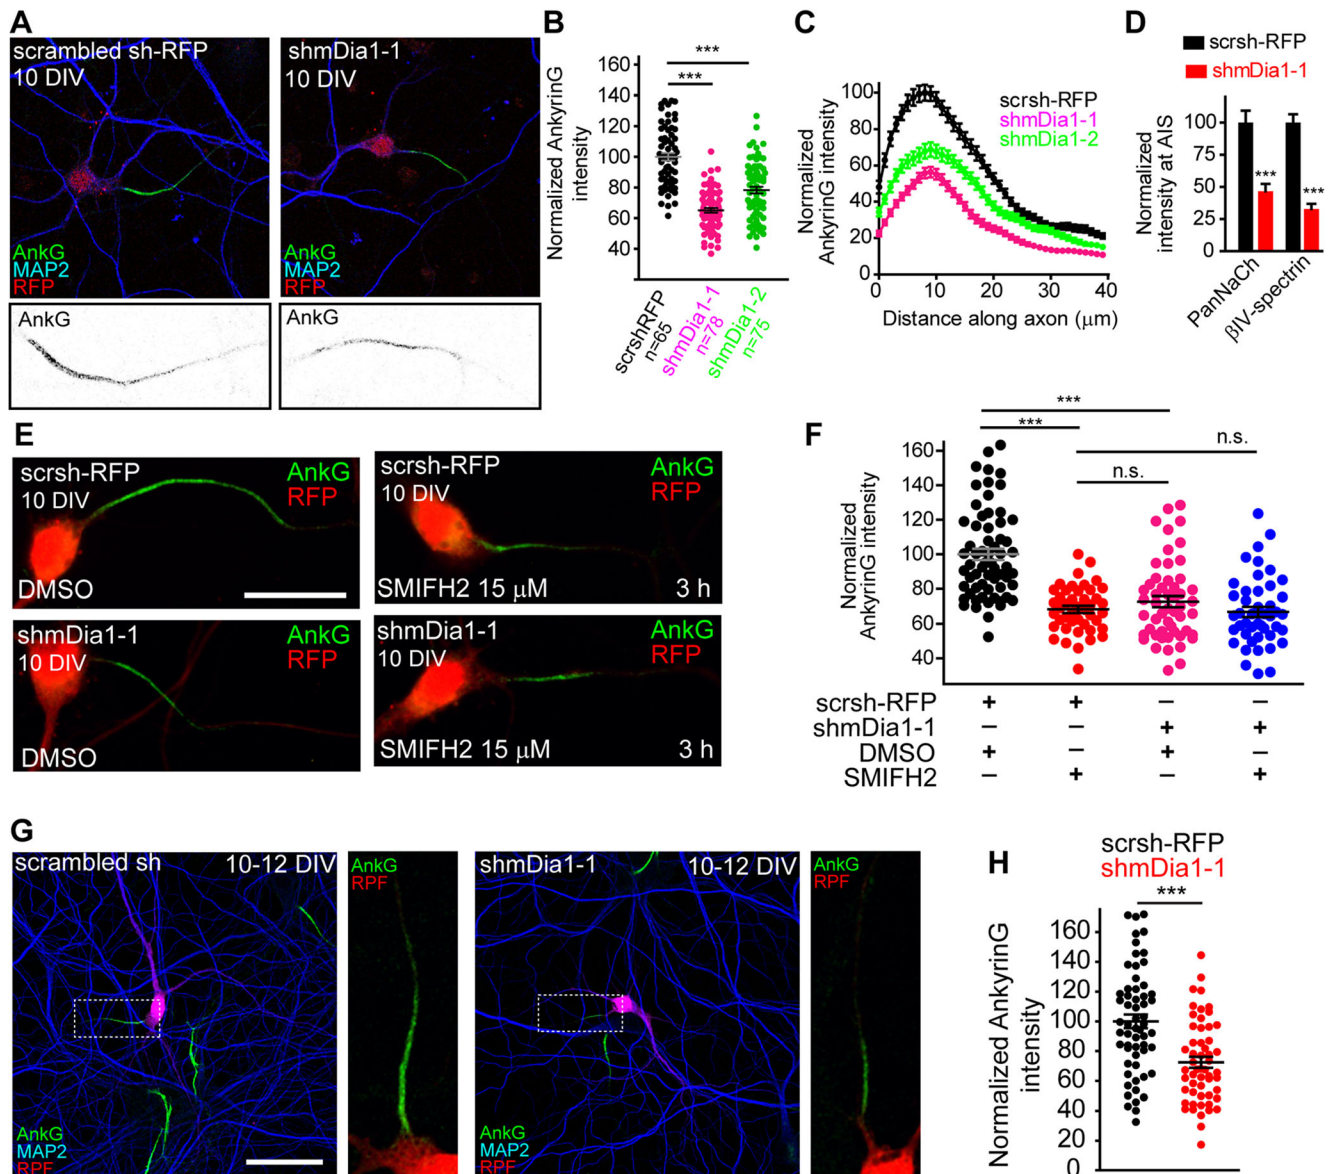 A
scrambled sh-RFP
10 DIV
AnkG
MAP2
RFP
shmDia1-1
10 DIV
AnkG
MAP2
RFP
AnkG
AnkG
B
Normalized AnkyrinG
intensity
160
140
120
100
80
60
40
***
***
scrshRFP
n=65
shmDia1-1
n=78
shmDia1-2
n=75
C
Normalized
AnkyrinG intensity
100
80
60
40
20
0
scrsh-RFP
shmDia1-1
shmDia1-2
0
10
20
30
40
Distance along axon (μm)
D
scrsh-RFP
shmDia1-1
Normalized
intensity at AIS
100
75
50
25
0
***
***
PanNaCh
βIV-spectrin
E
scrsh-RFP
10 DIV
AnkG
RFP
DMSO
scrsh-RFP
10 DIV
AnkG
RFP
SMIFH2 15 μM
3 h
shmDia1-1
10 DIV
AnkG
RFP
DMSO
shmDia1-1
10 DIV
AnkG
RFP
SMIFH2 15 μM
3 h
F
Normalized
AnkyrinG intensity
160
140
120
100
80
60
40
***
***
n.s.
n.s.
scrsh-RFP + + − −
shmDia1-1 − − + +
DMSO + − + −
SMIFH2 − + − +
G
scrambled sh
10-12 DIV
AnkG
MAP2
RPF
AnkG
RPF
shmDia1-1
10-12 DIV
AnkG
MAP2
RPF
AnkG
RPF
H
scrsh-RFP
shmDia1-1
***
Normalized AnkyrinG
intensity
160
140
120
100
80
60
40
20
0